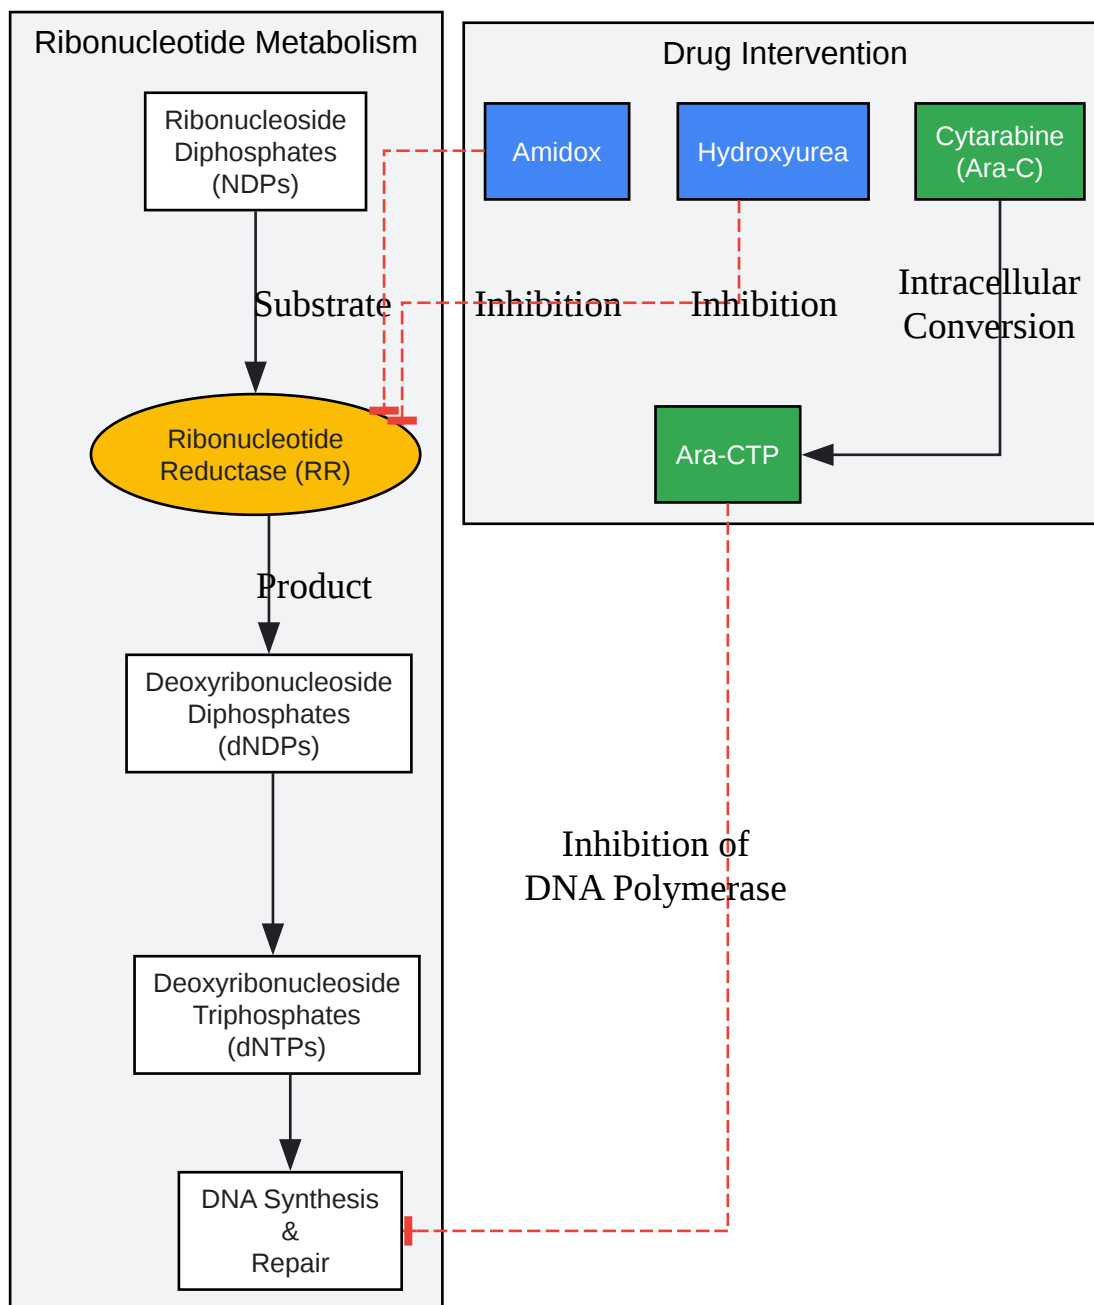 Ribonucleotide Metabolism
Ribonucleoside
Diphosphates
(NDPs)
Substrate
Ribonucleotide
Reductase (RR)
Product
Deoxyribonucleoside
Diphosphates
(dNDPs)
Deoxyribonucleoside
Triphosphates
(dNTPs)
DNA Synthesis
&
Repair
Drug Intervention
Amidox
Hydroxyurea
Cytarabine
(Ara-C)
Inhibition
Inhibition
Intracellular
Conversion
Ara-CTP
Inhibition of
DNA Polymerase